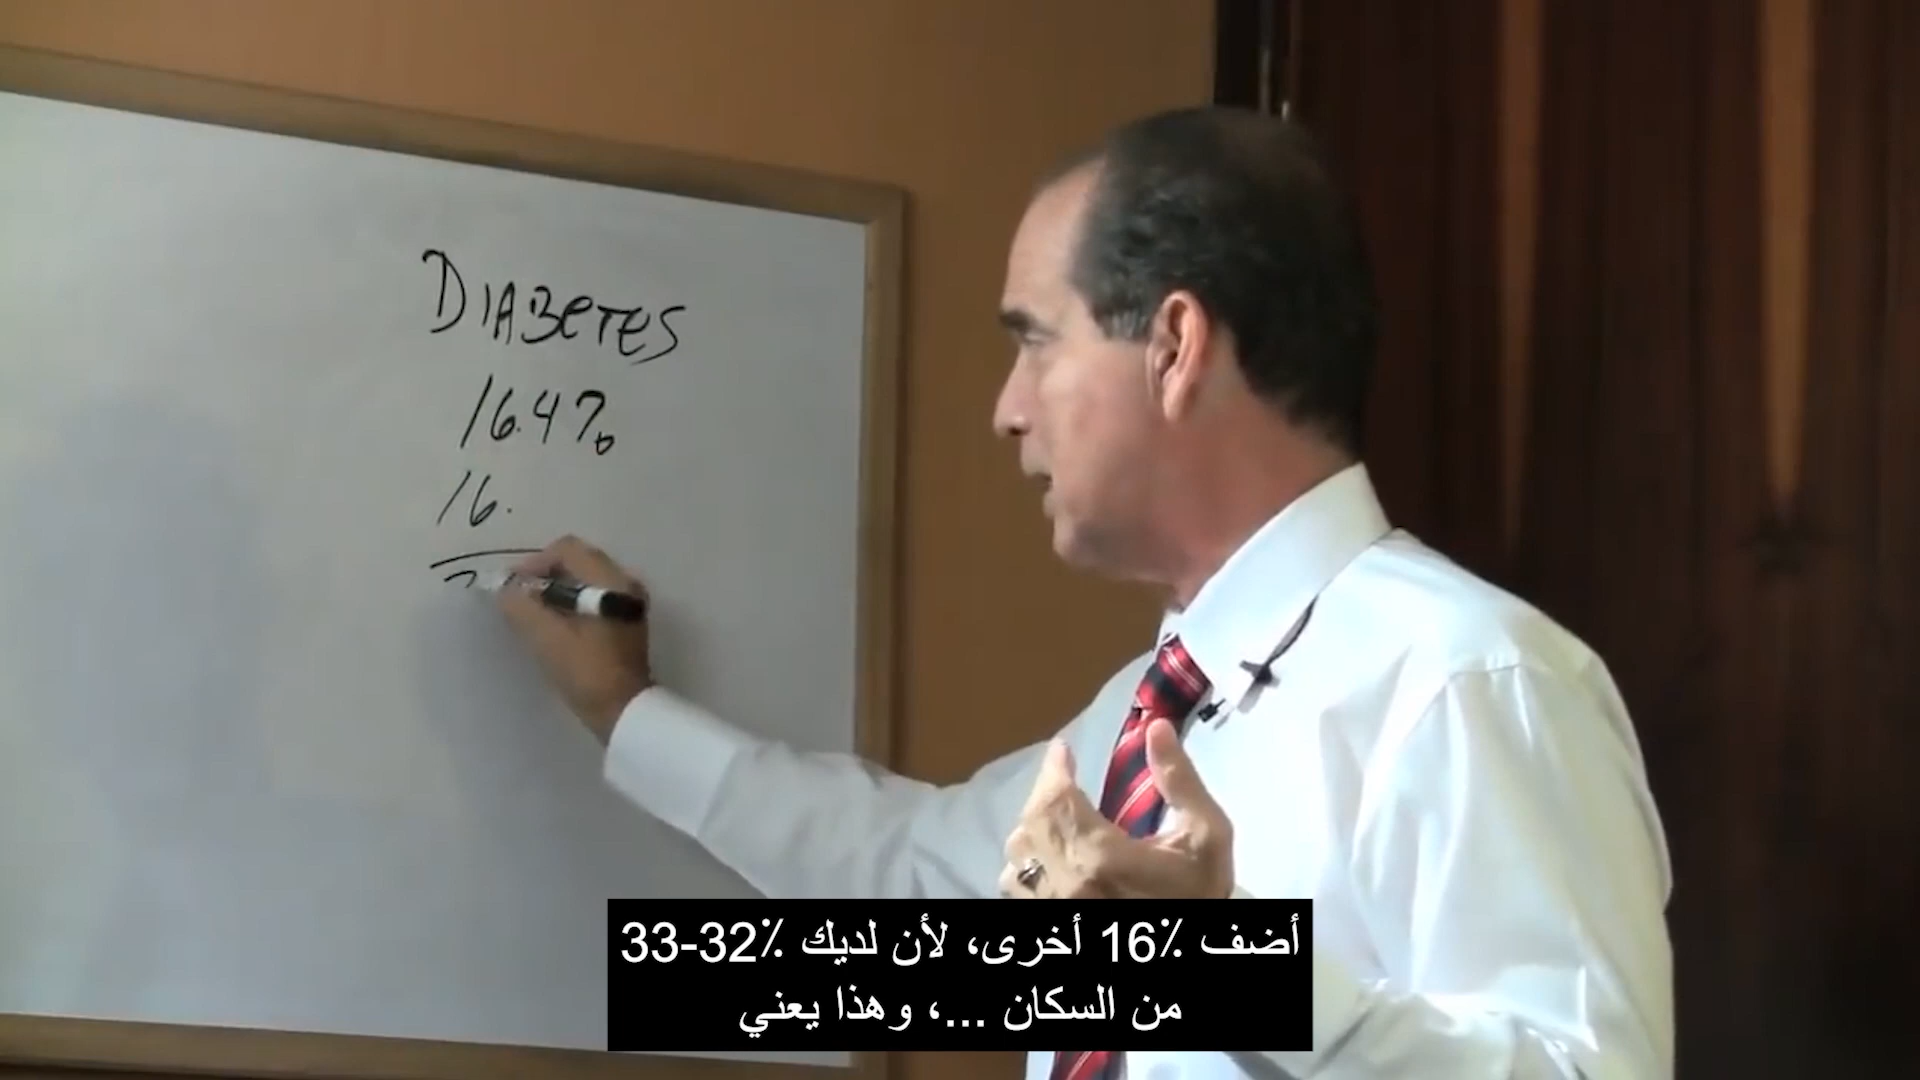 DIABETES
16.4%
16.
أضف 16٪ أخرى، لأن لديك 32٪-33
من السكان ...، وهذا يعني